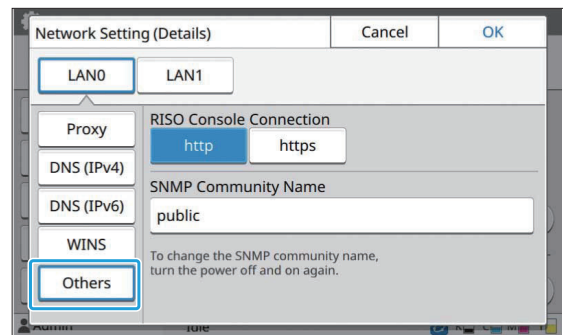 Network Setting (Details)
Cancel
OK
LAN0
LAN1
Proxy
DNS (IPv4)
DNS (IPv6)
WINS
Others
RISO Console Connection
http
https
SNMP Community Name
public
To change the SNMP community name,
turn the power off and on again.
Admin
Idle